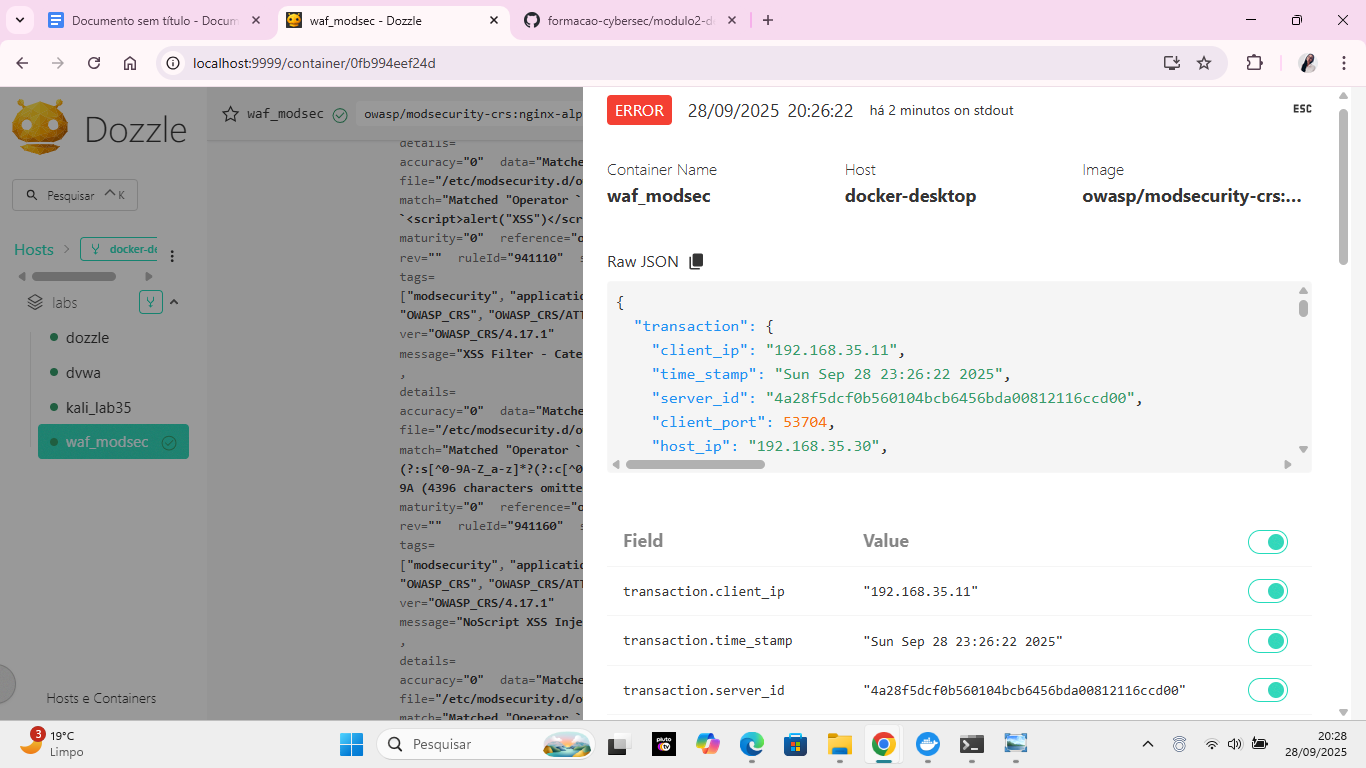 Documento sem título - Docum
waf_modsec - Dozzle
formacao-cybersec/modulo2-de
localhost:9999/container/0fb994eef24d
Dozzle
Pesquisar ^ K
Hosts
docker-de
labs
dozzle
dvwa
kali_lab35
waf_modsec
Hosts e Containers
waf_modsec
owasp/modsecurity-crs:nginx-alp
details=
accuracy="0" data="Matche
file="/etc/modsecurity.d/o
match="Matched "Operator `
`<script>alert("XSS")</scr
maturity="0" reference="o
rev="" ruleId="941110" s
tags=
["modsecurity", "applicatio
"OWASP_CRS", "OWASP_CRS/ATT
ver="OWASP_CRS/4.17.1"
message="XSS Filter - Cate
,
details=
accuracy="0" data="Matche
file="/etc/modsecurity.d/o
match="Matched "Operator `
(?:s[^0-9A-Z_a-z]*?(?:c[^0
9A (4396 characters omitte
maturity="0" reference="o
rev="" ruleId="941160" s
tags=
["modsecurity", "applicatio
"OWASP_CRS", "OWASP_CRS/ATT
ver="OWASP_CRS/4.17.1"
message="NoScript XSS Inje
,
details=
accuracy="0" data="Matche
file="/etc/modsecurity.d/o
match="Matched "Operator `
ERROR 28/09/2025 20:26:22 há 2 minutos on stdout
ESC
Container Name Host Image
waf_modsec docker-desktop owasp/modsecurity-crs:...
Raw JSON
{
"transaction": {
"client_ip": "192.168.35.11",
"time_stamp": "Sun Sep 28 23:26:22 2025",
"server_id": "4a28f5dcf0b560104bcb6456bda00812116ccd00",
"client_port": 53704,
"host_ip": "192.168.35.30",
Field Value
transaction.client_ip "192.168.35.11"
transaction.time_stamp "Sun Sep 28 23:26:22 2025"
transaction.server_id "4a28f5dcf0b560104bcb6456bda00812116ccd00"
3
19°C
Limpo
Pesquisar
pluto tv
20:28
28/09/2025